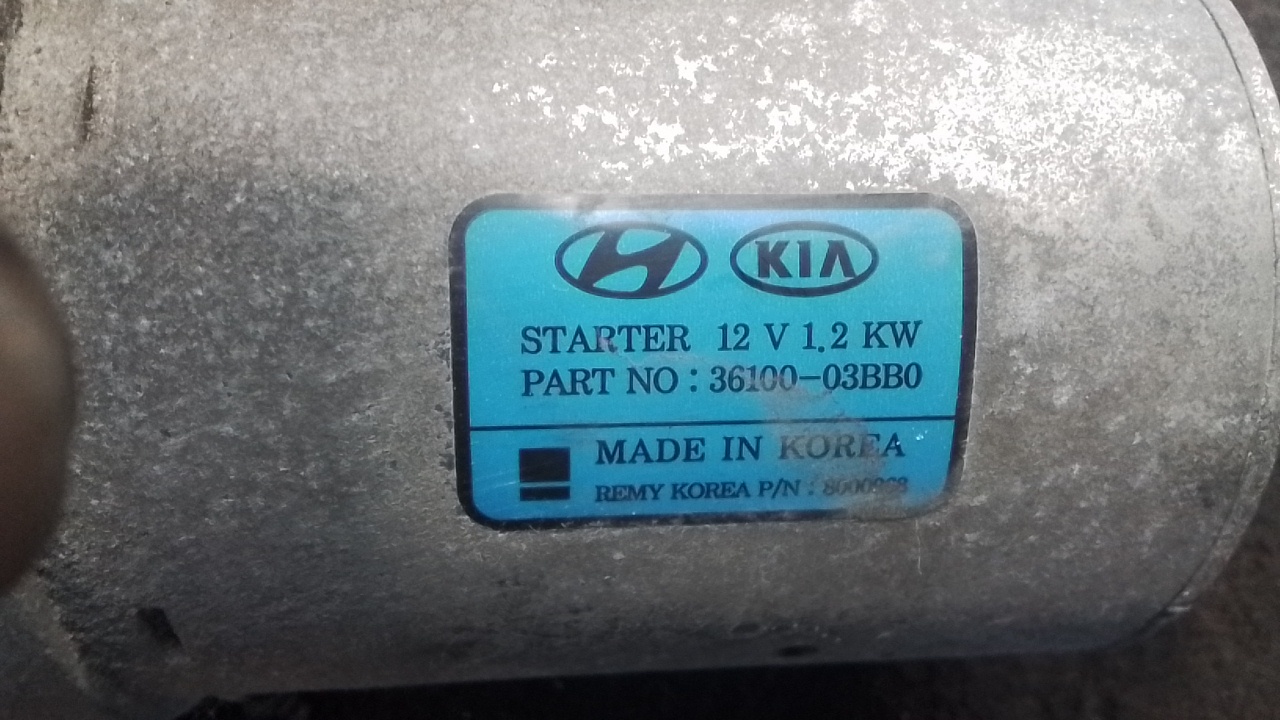 KIA
STARTER 12 V 1.2 KW
PART NO : 36100-03BB0
MADE IN KOREA
REMY KOREA P/N :